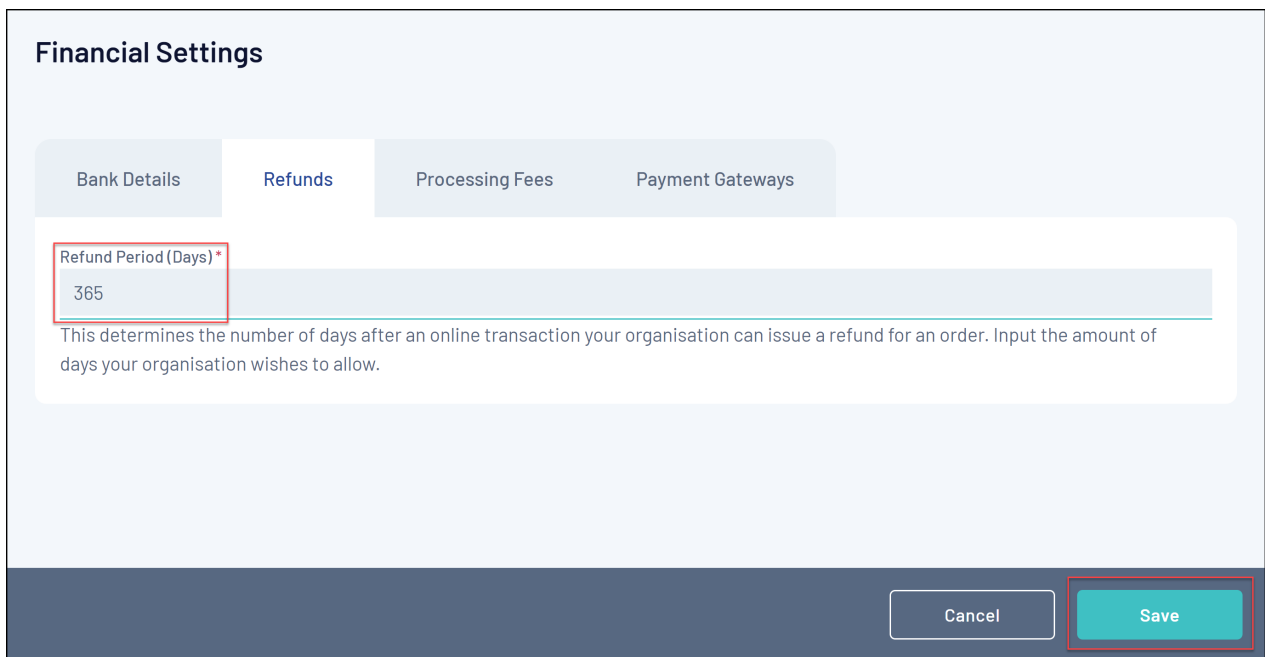 Financial Settings
Bank Details
Refunds
Processing Fees
Payment Gateways
Refund Period (Days) *
365
This determines the number of days after an online transaction your organisation can issue a refund for an order. Input the amount of
days your organisation wishes to allow.
Cancel
Save